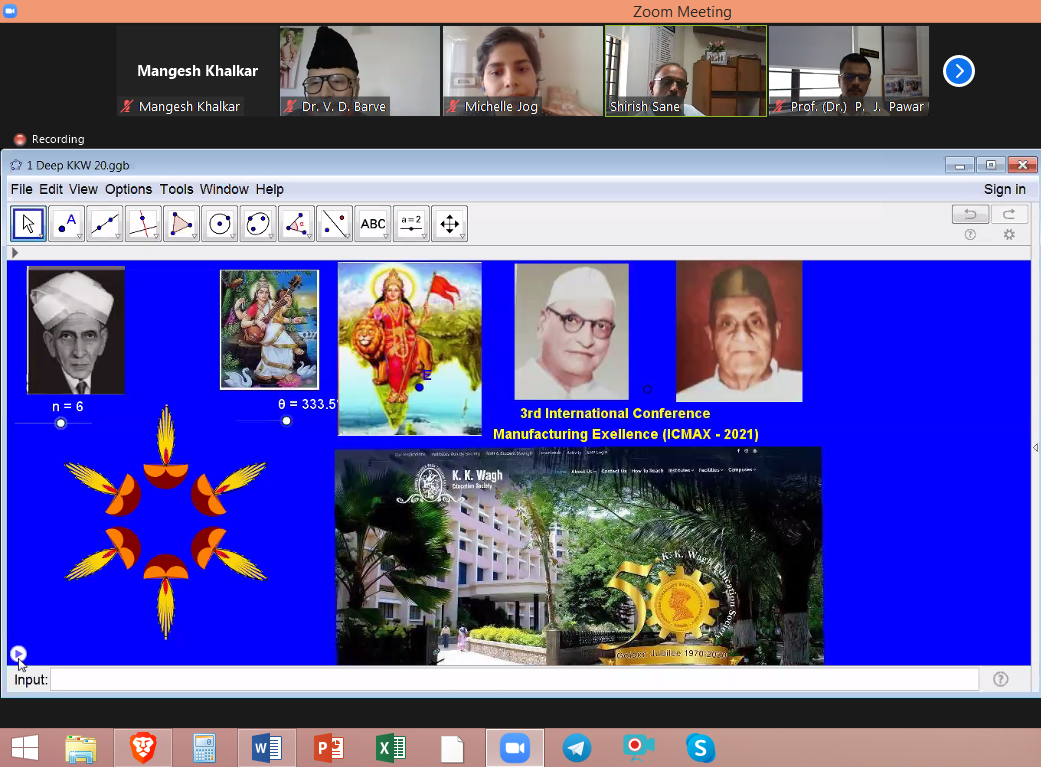 Zoom Meeting
Mangesh Khalkar
Mangesh Khalkar
Dr. V. D. Barve
Michelle Jog
Shirish Sane
Prof. (Dr.) P. J. Pawar
Recording
1 Deep KKW 20.ggb
File Edit View Options Tools Window Help
Sign in
A
α
ABC
a = 2
n = 6
θ = 333.5
E
3rd International Conference
Manufacturing Exellence (ICMAX - 2021)
K. K. Wagh
Education Society
About Us Contact Us How To Reach Institutes Facilities Campuses
50
K. K. Wagh Education Society
Golden Jubilee 1970-2020
Input:
W
P
X
S